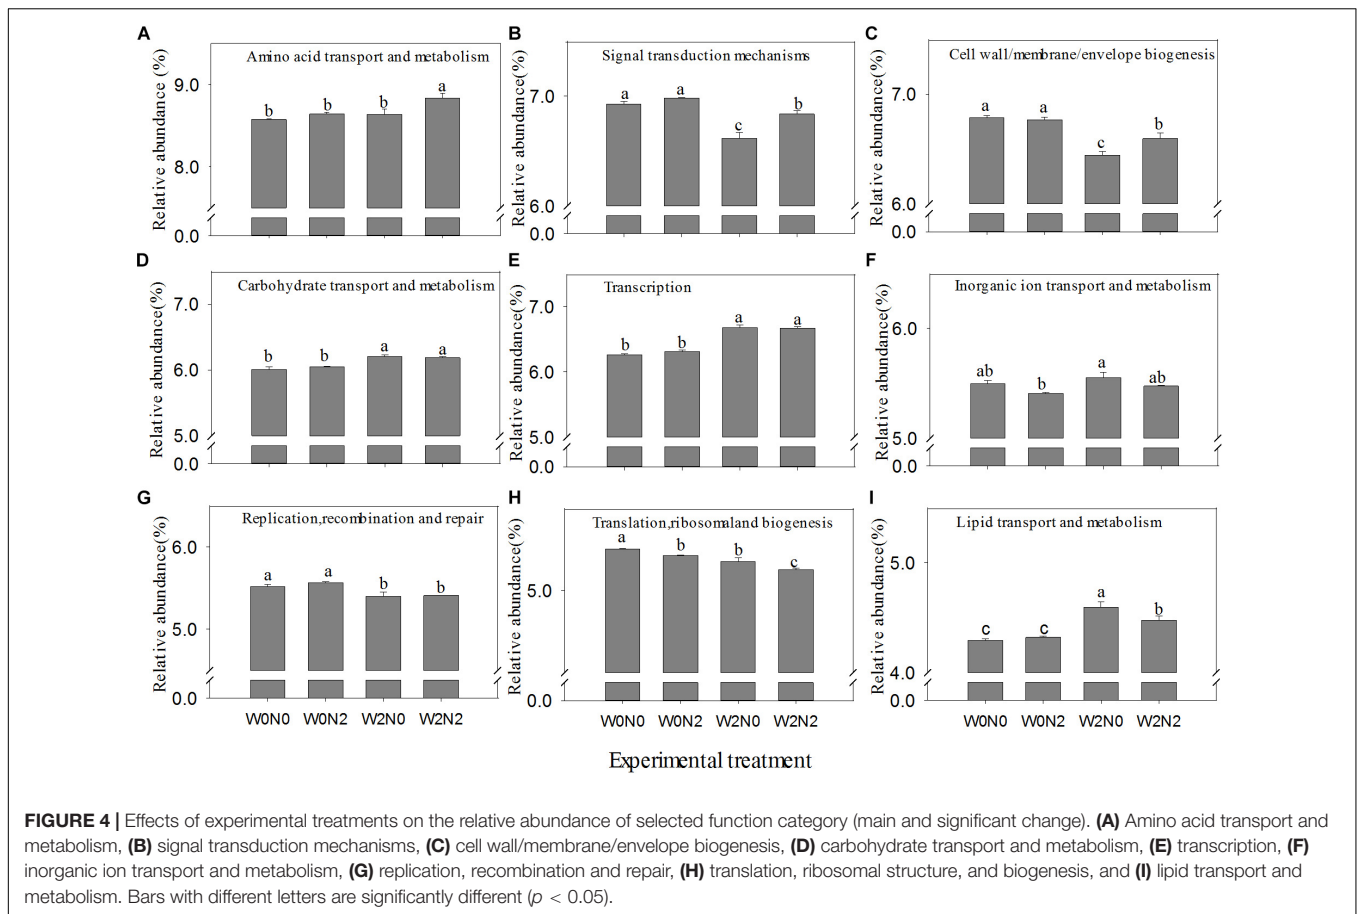 A
Amino acid transport and metabolism
Relative abundance (%)
9.0
8.0
0.0
b
b
b
a
B
Signal transduction mechanisms
Relative abundance(%)
7.0
6.0
0.0
a
a
c
b
C
Cell wall/membrane/envelope biogenesis
Relative abundance(%)
7.0
6.0
0.0
a
a
c
b
D
Carbohydrate transport and metabolism
Relative abundance(%)
7.0
6.0
5.0
0.0
b
b
a
a
E
Transcription
Relative abundance(%)
7.0
6.0
5.0
0.0
b
b
a
a
F
Inorganic ion transport and metabolism
Relative abundance(%)
6.0
5.0
0.0
ab
b
a
ab
G
Replication,recombination and repair
Relative abundance(%)
6.0
5.0
0.0
a
a
b
b
W0N0 W0N2 W2N0 W2N2
H
Translation,ribosomaland biogenesis
Relative abundance(%)
5.0
0.0
a
b
b
c
W0N0 W0N2 W2N0 W2N2
I
Lipid transport and metabolism
Relative abundance(%)
5.0
4.0
0.0
c
c
a
b
W0N0 W0N2 W2N0 W2N2
Experimental treatment
FIGURE 4 | Effects of experimental treatments on the relative abundance of selected function category (main and significant change). (A) Amino acid transport and
metabolism, (B) signal transduction mechanisms, (C) cell wall/membrane/envelope biogenesis, (D) carbohydrate transport and metabolism, (E) transcription, (F)
inorganic ion transport and metabolism, (G) replication, recombination and repair, (H) translation, ribosomal structure, and biogenesis, and (I) lipid transport and
metabolism. Bars with different letters are significantly different (p < 0.05).